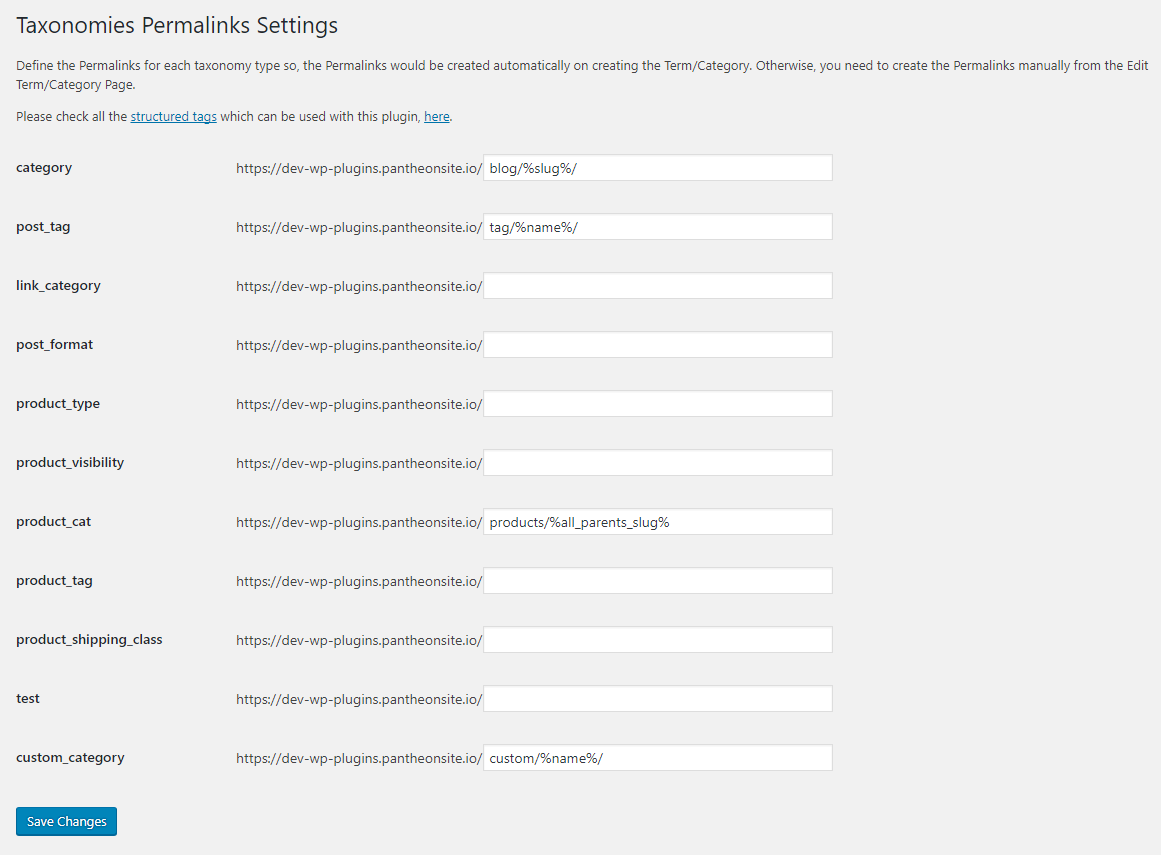 Taxonomies Permalinks Settings
Define the Permalinks for each taxonomy type so, the Permalinks would be created automatically on creating the Term/Category. Otherwise, you need to create the Permalinks manually from the Edit
Term/Category Page.
Please check all the structured tags which can be used with this plugin, here.
category https://dev-wp-plugins.pantheonsite.io/ blog/%slug%/
post_tag https://dev-wp-plugins.pantheonsite.io/ tag/%name%/
link_category https://dev-wp-plugins.pantheonsite.io/
post_format https://dev-wp-plugins.pantheonsite.io/
product_type https://dev-wp-plugins.pantheonsite.io/
product_visibility https://dev-wp-plugins.pantheonsite.io/
product_cat https://dev-wp-plugins.pantheonsite.io/ products/%all_parents_slug%
product_tag https://dev-wp-plugins.pantheonsite.io/
product_shipping_class https://dev-wp-plugins.pantheonsite.io/
test https://dev-wp-plugins.pantheonsite.io/
custom_category https://dev-wp-plugins.pantheonsite.io/ custom/%name%/
Save Changes